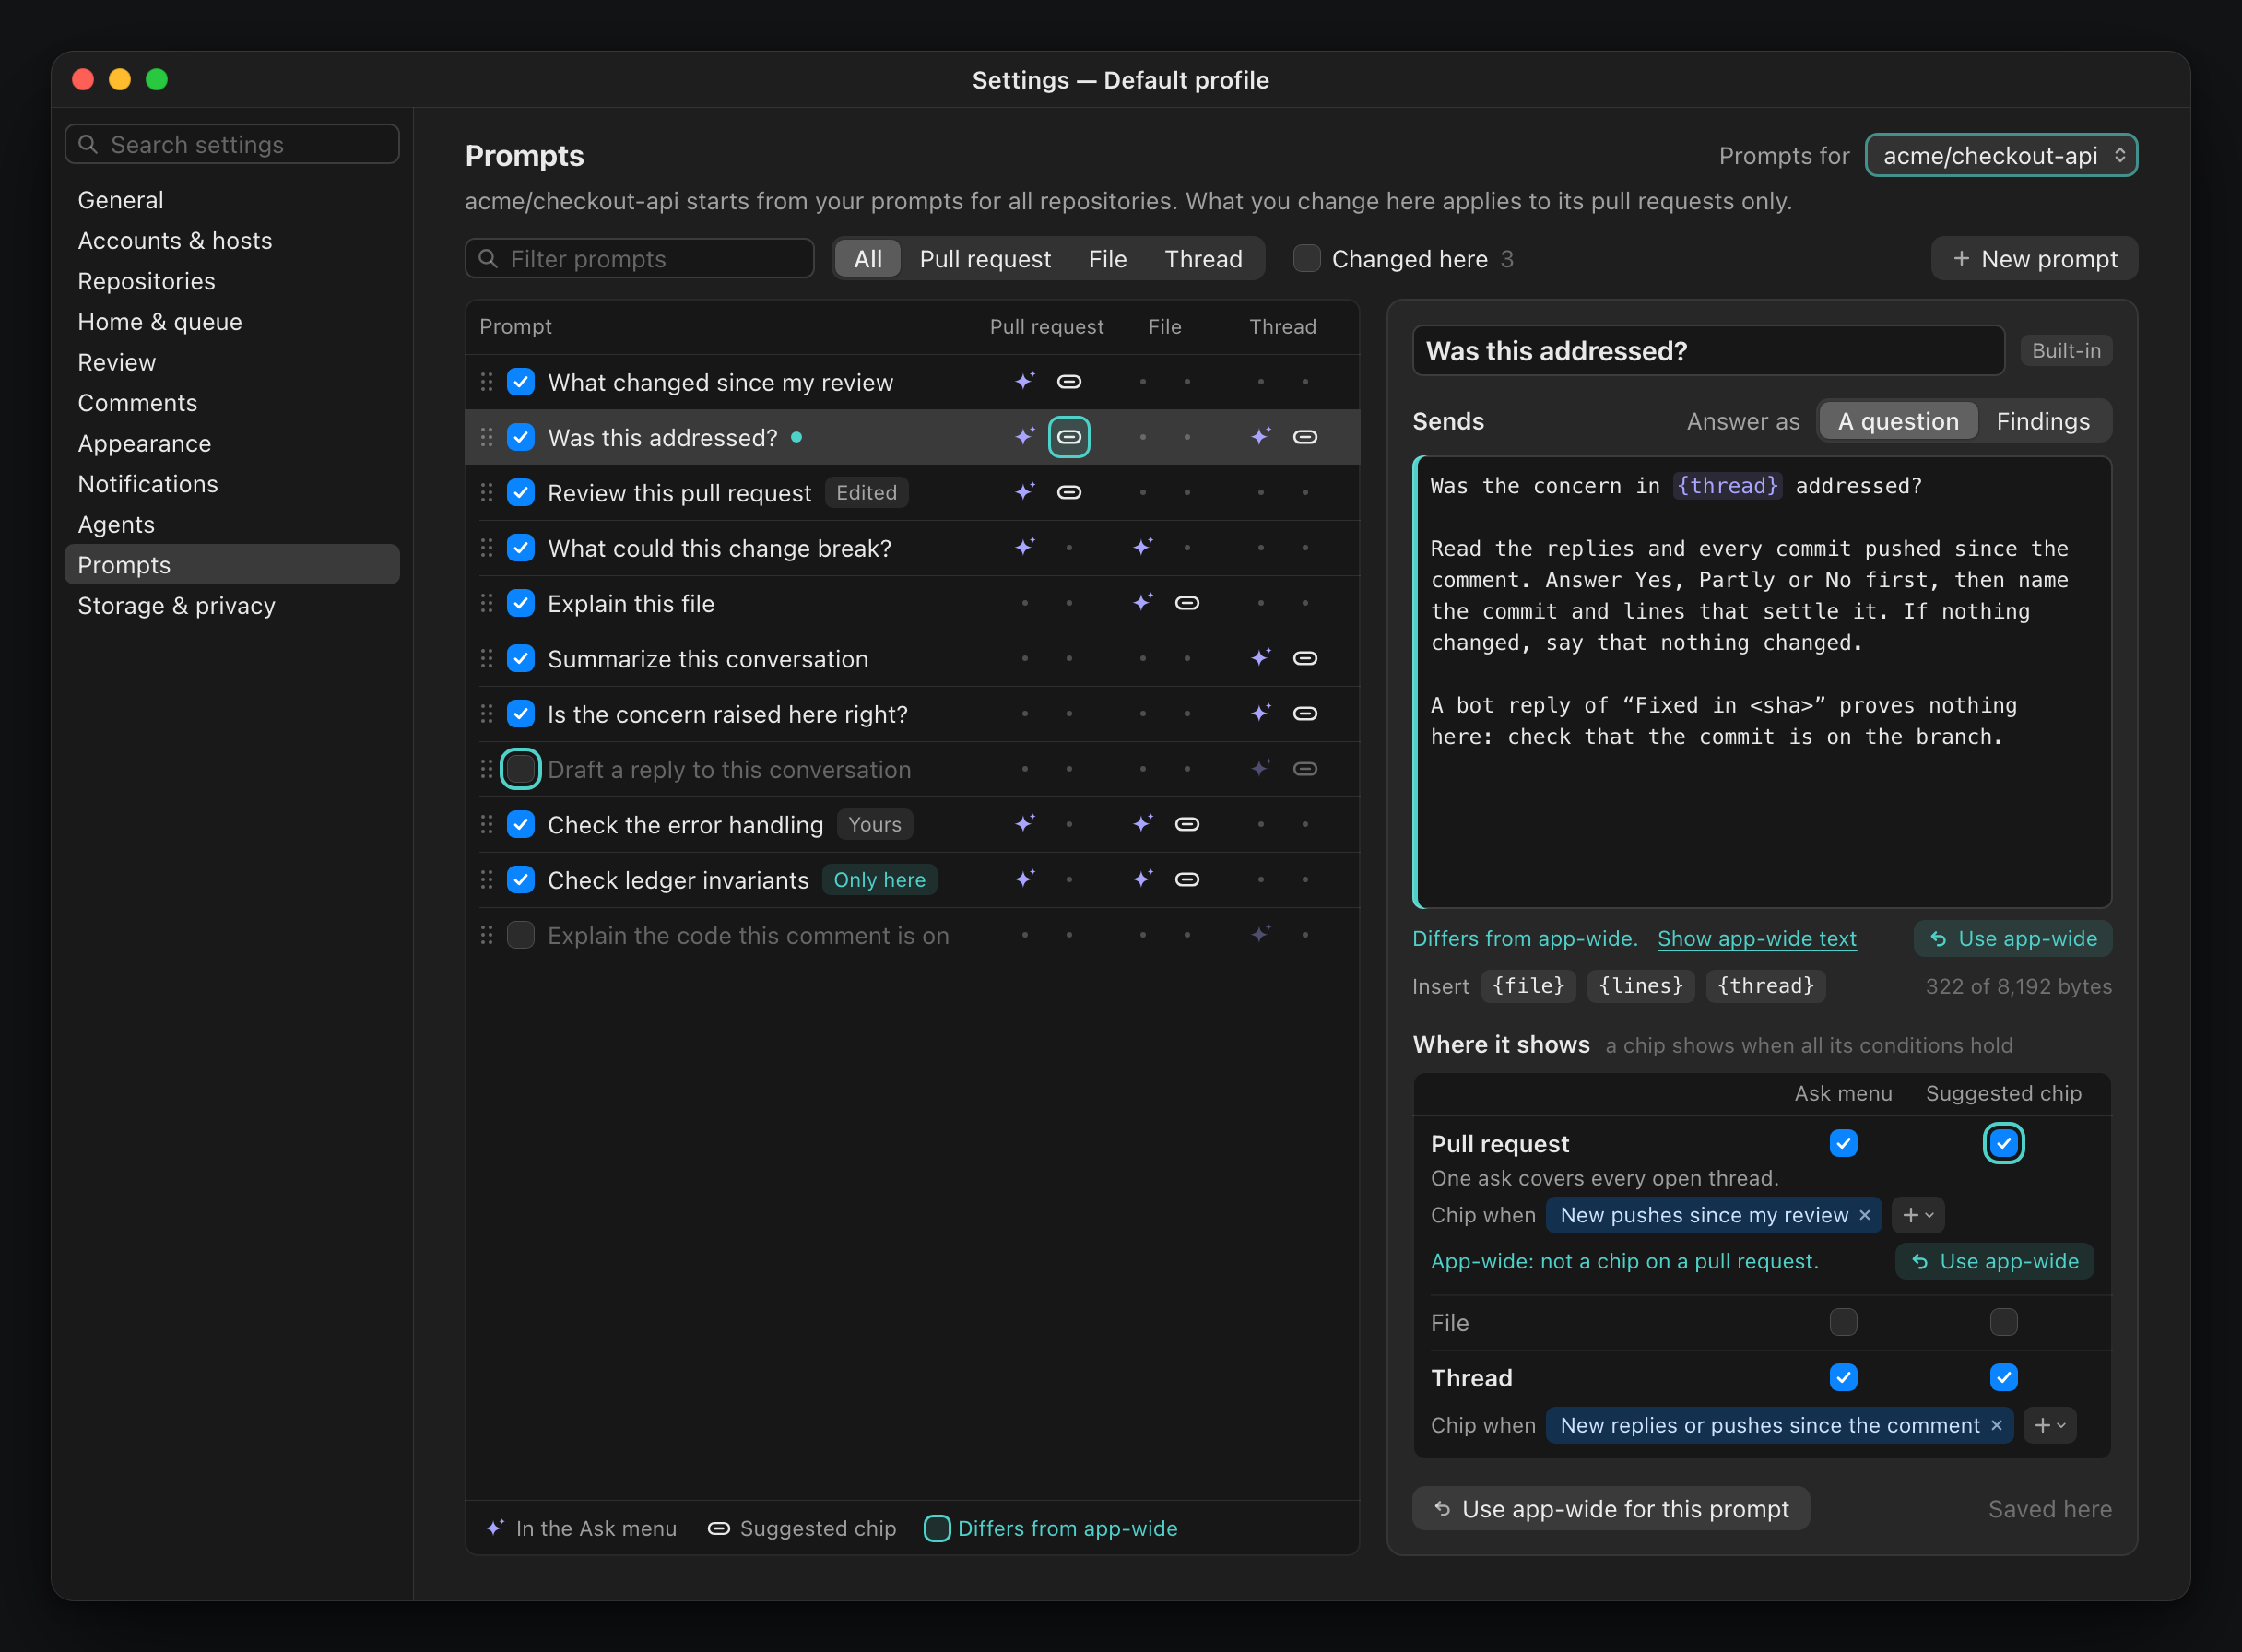 Settings — Default profile
Search settings
General
Accounts & hosts
Repositories
Home & queue
Review
Comments
Appearance
Notifications
Agents
Prompts
Storage & privacy
Prompts
Prompts for acme/checkout-api
acme/checkout-api starts from your prompts for all repositories. What you change here applies to its pull requests only.
Filter prompts
All Pull request File Thread
Changed here 3
+ New prompt
Prompt Pull request File Thread
What changed since my review
Was this addressed?
Review this pull request Edited
What could this change break?
Explain this file
Summarize this conversation
Is the concern raised here right?
Draft a reply to this conversation
Check the error handling Yours
Check ledger invariants Only here
Explain the code this comment is on
In the Ask menu Suggested chip Differs from app-wide
Was this addressed? Built-in
Sends Answer as A question Findings
Was the concern in {thread} addressed?
Read the replies and every commit pushed since the
comment. Answer Yes, Partly or No first, then name
the commit and lines that settle it. If nothing
changed, say that nothing changed.
A bot reply of “Fixed in <sha>” proves nothing
here: check that the commit is on the branch.
Differs from app-wide. Show app-wide text Use app-wide
Insert {file} {lines} {thread} 322 of 8,192 bytes
Where it shows a chip shows when all its conditions hold
Ask menu Suggested chip
Pull request
One ask covers every open thread.
Chip when New pushes since my review × +
App-wide: not a chip on a pull request. Use app-wide
File
Thread
Chip when New replies or pushes since the comment × +
Use app-wide for this prompt Saved here